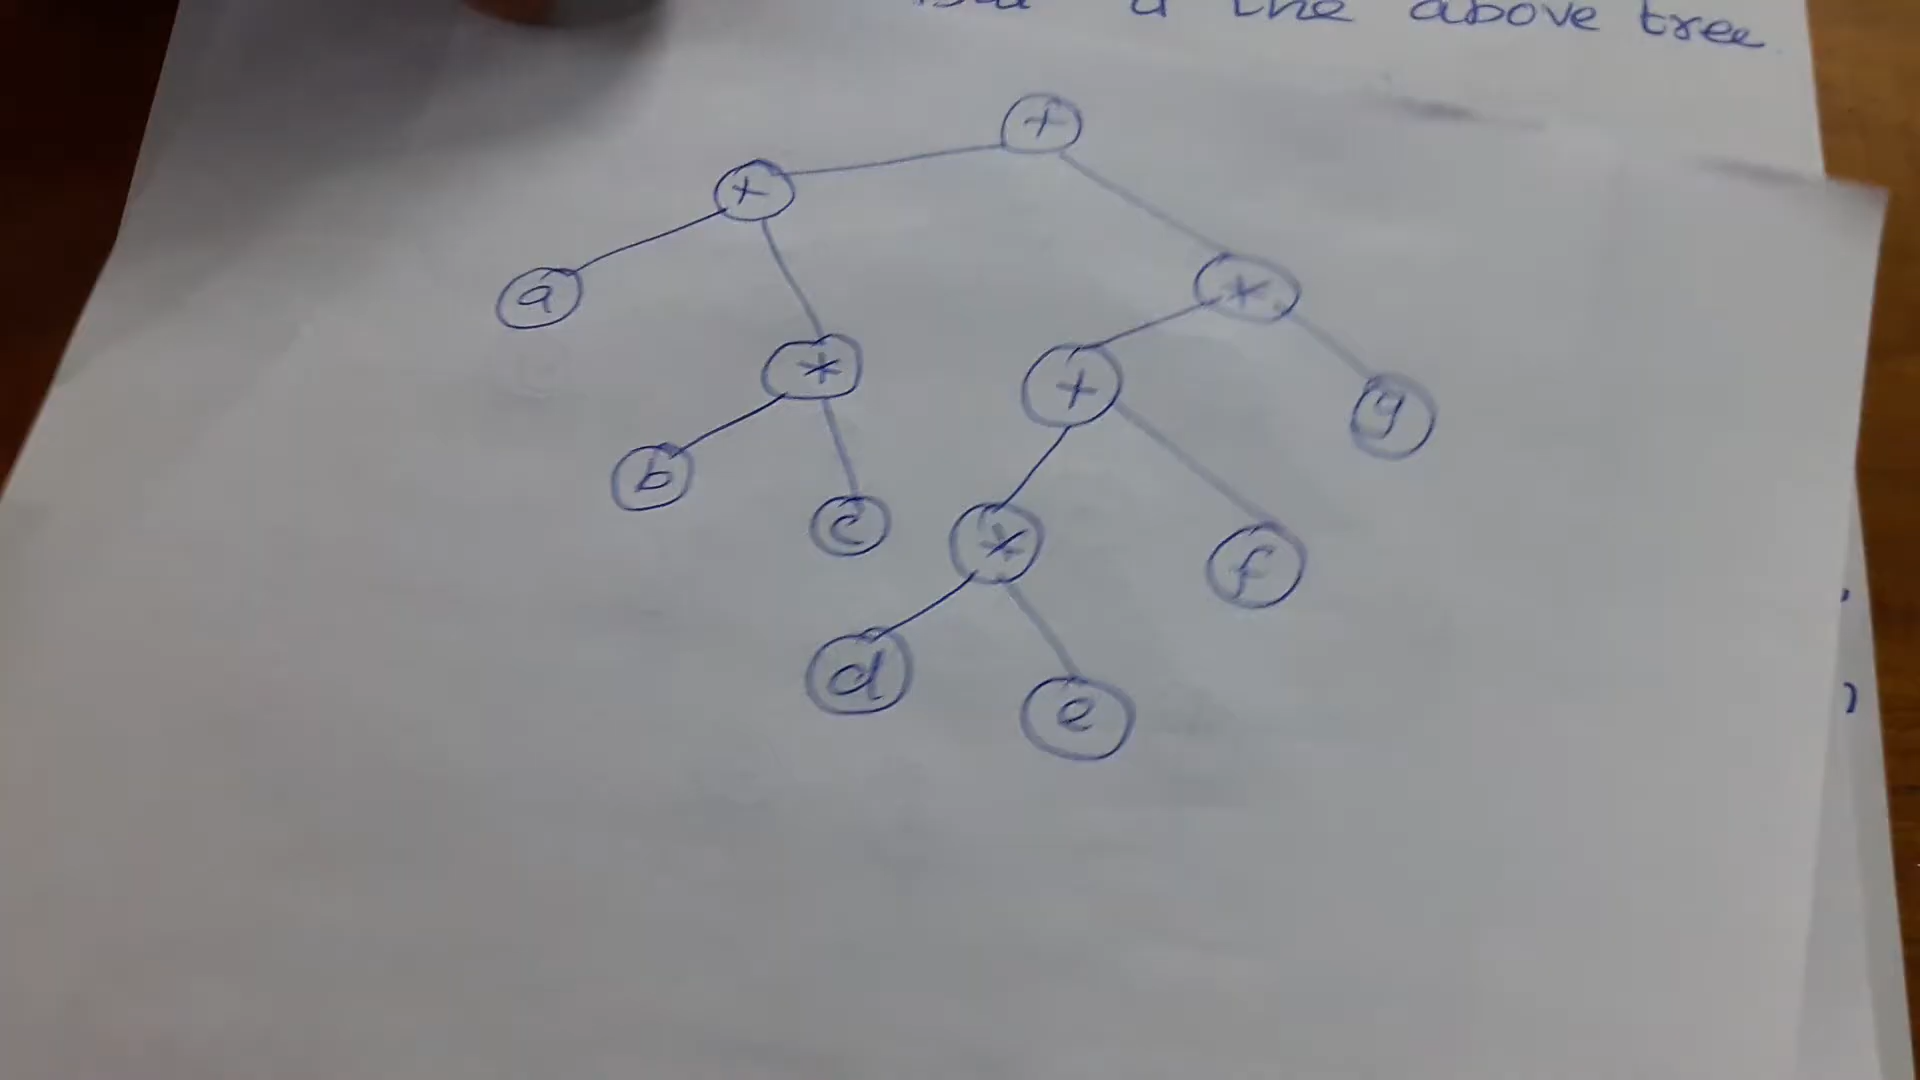 the above tree
+
+
a
*
*
+
g
b
c
*
f
d
e